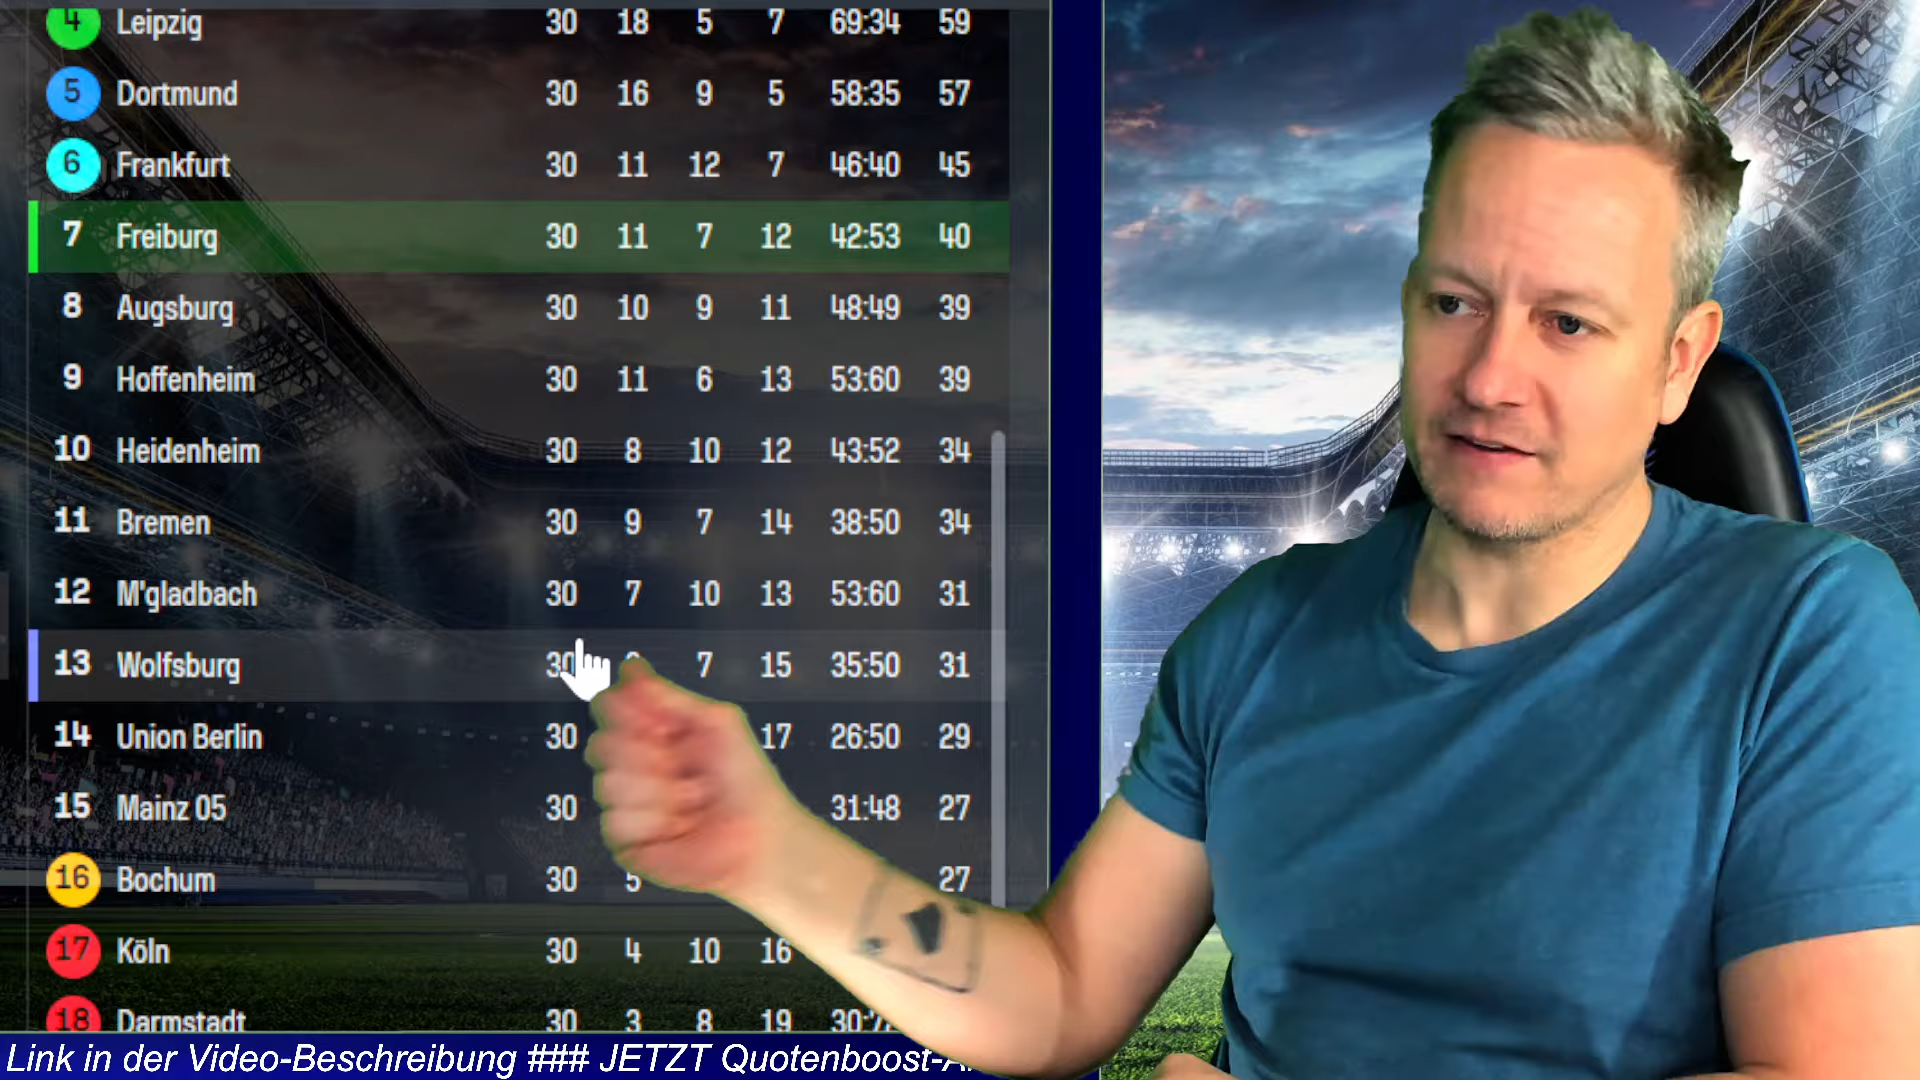 4 Leipzig 30 18 5 7 69:34 59
5 Dortmund 30 16 9 5 58:35 57
6 Frankfurt 30 11 12 7 46:40 45
7 Freiburg 30 11 7 12 42:53 40
8 Augsburg 30 10 9 11 48:49 39
9 Hoffenheim 30 11 6 13 53:60 39
10 Heidenheim 30 8 10 12 43:52 34
11 Bremen 30 9 7 14 38:50 34
12 M'gladbach 30 7 10 13 53:60 31
13 Wolfsburg 30 7 15 35:50 31
14 Union Berlin 30 17 26:50 29
15 Mainz 05 30 31:48 27
16 Bochum 30 5 27
17 Köln 30 4 10 16
18 Darmstadt 30 3 8 19
Link in der Video-Beschreibung ### JETZT